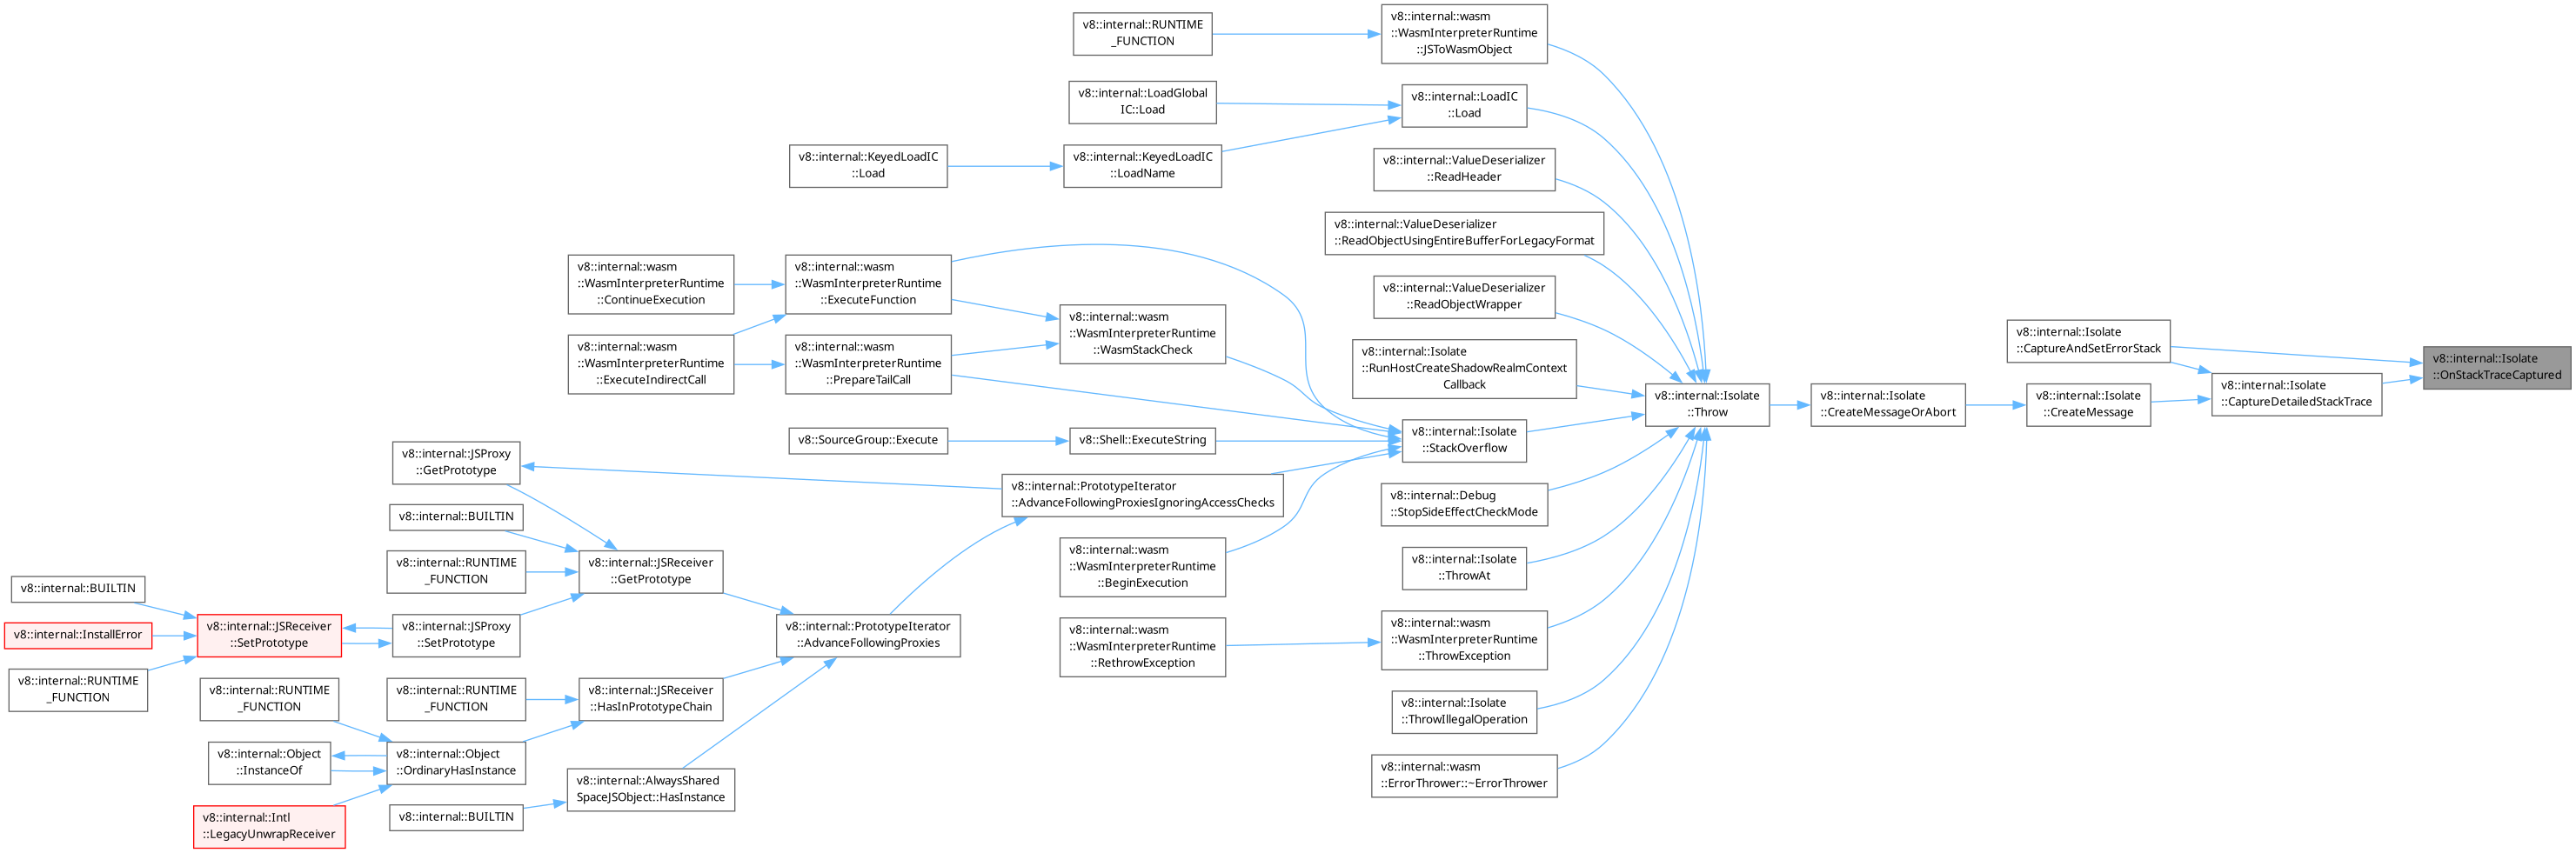 v8::internal::Isolate
::OnStackTraceCaptured
v8::internal::Isolate
::CaptureAndSetErrorStack
v8::internal::Isolate
::CaptureDetailedStackTrace
v8::internal::Isolate
::CreateMessage
v8::internal::Isolate
::CreateMessageOrAbort
v8::internal::Isolate
::Throw
v8::internal::wasm
::WasmInterpreterRuntime
::JSToWasmObject
v8::internal::RUNTIME
_FUNCTION
v8::internal::LoadIC
::Load
v8::internal::LoadGlobal
IC::Load
v8::internal::KeyedLoadIC
::LoadName
v8::internal::KeyedLoadIC
::Load
v8::internal::ValueDeserializer
::ReadHeader
v8::internal::ValueDeserializer
::ReadObjectUsingEntireBufferForLegacyFormat
v8::internal::ValueDeserializer
::ReadObjectWrapper
v8::internal::Isolate
::RunHostCreateShadowRealmContext
Callback
v8::internal::Isolate
::StackOverflow
v8::internal::wasm
::WasmInterpreterRuntime
::ExecuteFunction
v8::internal::wasm
::WasmInterpreterRuntime
::ContinueExecution
v8::internal::wasm
::WasmInterpreterRuntime
::ExecuteIndirectCall
v8::internal::wasm
::WasmInterpreterRuntime
::PrepareTailCall
v8::internal::wasm
::WasmInterpreterRuntime
::WasmStackCheck
v8::Shell::ExecuteString
v8::SourceGroup::Execute
v8::internal::PrototypeIterator
::AdvanceFollowingProxiesIgnoringAccessChecks
v8::internal::wasm
::WasmInterpreterRuntime
::BeginExecution
v8::internal::PrototypeIterator
::AdvanceFollowingProxies
v8::internal::JSReceiver
::GetPrototype
v8::internal::JSProxy
::GetPrototype
v8::internal::BUILTIN
v8::internal::RUNTIME
_FUNCTION
v8::internal::JSProxy
::SetPrototype
v8::internal::JSReceiver
::SetPrototype
v8::internal::BUILTIN
v8::internal::InstallError
v8::internal::RUNTIME
_FUNCTION
v8::internal::JSReceiver
::HasInPrototypeChain
v8::internal::RUNTIME
_FUNCTION
v8::internal::Object
::OrdinaryHasInstance
v8::internal::RUNTIME
_FUNCTION
v8::internal::Object
::InstanceOf
v8::internal::Intl
::LegacyUnwrapReceiver
v8::internal::AlwaysShared
SpaceJSObject::HasInstance
v8::internal::BUILTIN
v8::internal::Debug
::StopSideEffectCheckMode
v8::internal::Isolate
::ThrowAt
v8::internal::wasm
::WasmInterpreterRuntime
::ThrowException
v8::internal::wasm
::WasmInterpreterRuntime
::RethrowException
v8::internal::Isolate
::ThrowIllegalOperation
v8::internal::wasm
::ErrorThrower::~ErrorThrower